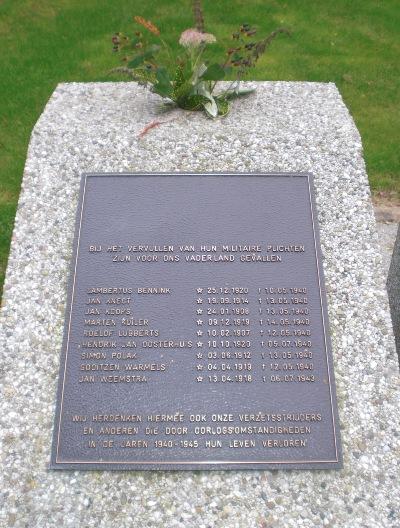 BIJ HET VERVULLEN VAN HUN MILITAIRE PLICHTEN
ZIJN VOOR ONS VADERLAND GEVALLEN
LAMBERTUS BENNINK ☆ 25.12.1920 † 10.05.1940
JAN KNEGT ☆ 19.09.1914 † 13.05.1940
JAN KOOPS ☆ 24.01.1908 † 13.05.1940
MARTEN RUILER ☆ 09.12.1919 † 14.05.1940
ROELOF LUBBERTS ☆ 10.02.1907 † 12.05.1940
HENDRIK JAN OOSTERHUIS ☆ 10.10.1920 † 05.07.1940
SIMON POLAK ☆ 03.06.1912 † 13.05.1940
GOOITZEN WARMELS ☆ 04.04.1919 † 12.05.1940
JAN WEEMSTRA ☆ 13.04.1918 † 06.07.1943
WIJ HERDENKEN HIERMEE OOK ONZE VERZETSSTRIJDERS
EN ANDEREN DIE DOOR OORLOGSOMSTANDIGHEDEN
IN DE JAREN 1940-1945 HUN LEVEN VERLOREN